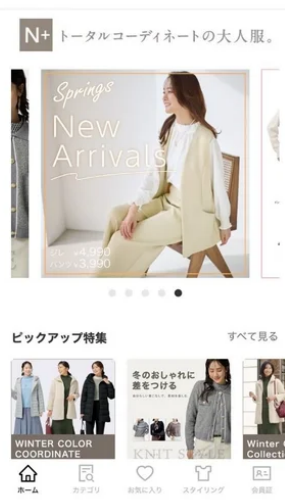 N+ トータルコーディネートの大人服。
Springs
New
Arrivals
¥4,990
パンツ ¥3,990
ピックアップ特集 すべて見る
WINTER COLOR
COORDINATE
冬のおしゃれに
差をつける
KNIT STYLE
Winter
Collecti
ホーム カテゴリ お気に入り スタイリング 会員証